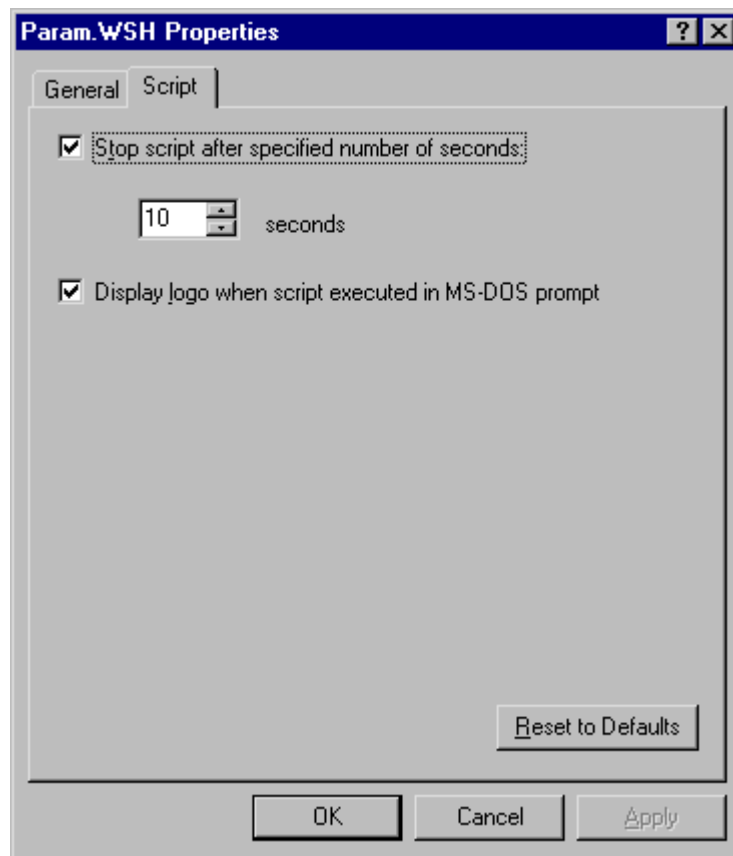 Param.WSH Properties
General Script
Stop script after specified number of seconds:
10 seconds
Display logo when script executed in MS-DOS prompt
Reset to Defaults
OK Cancel Apply